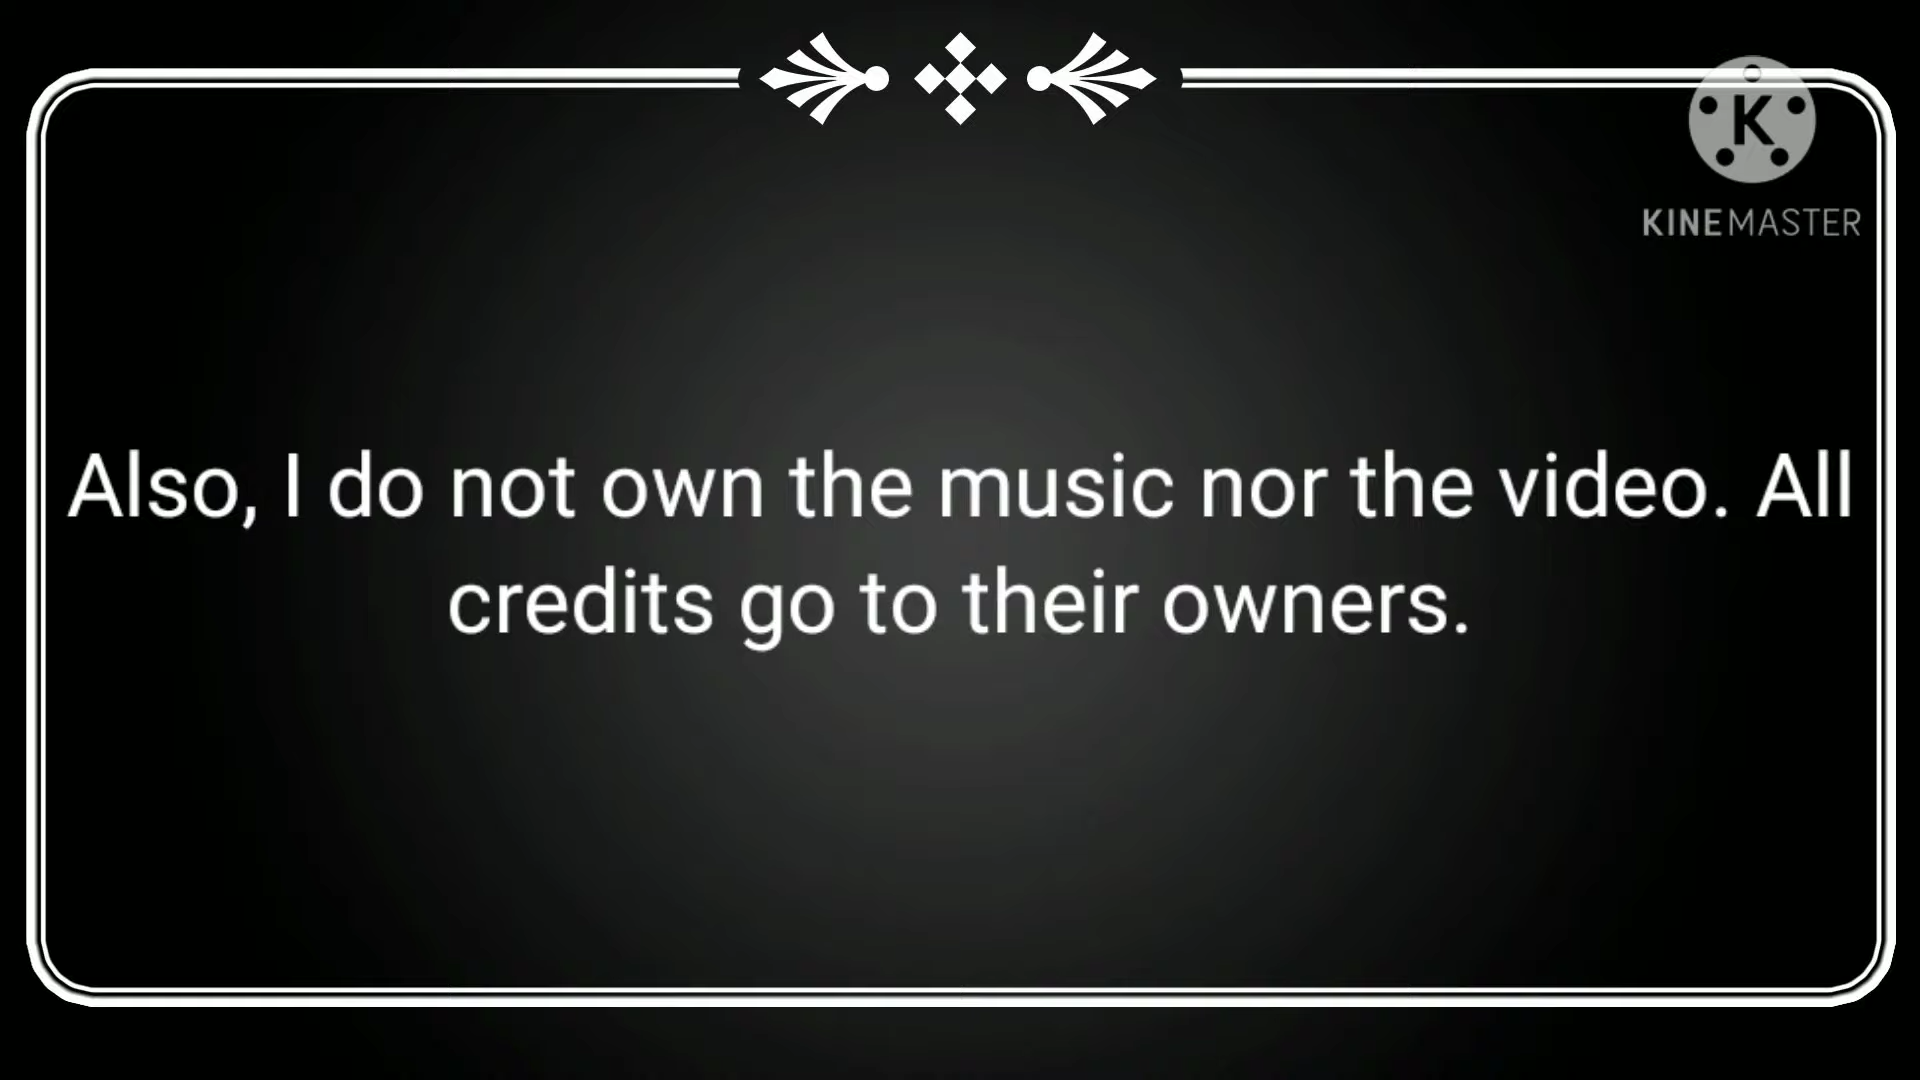 K
KINEMASTER
Also, I do not own the music nor the video. All
credits go to their owners.